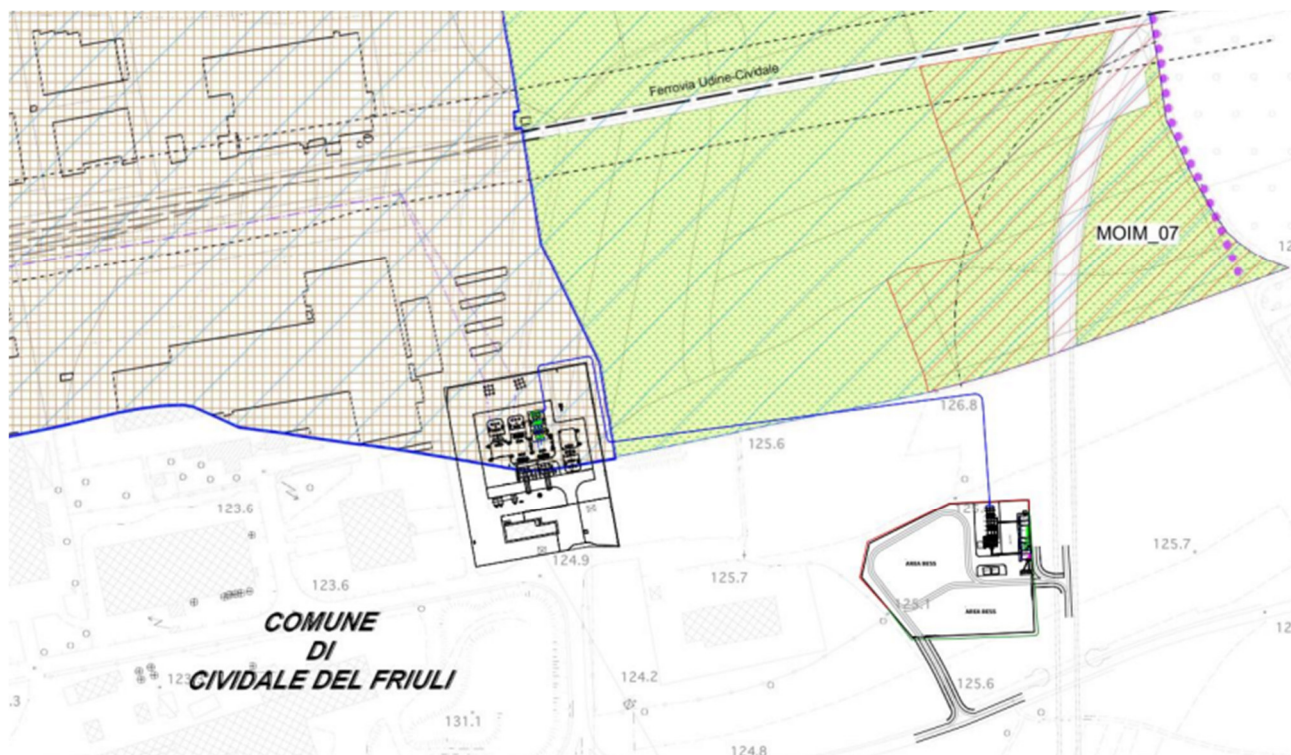 Ferrovia Udine-Cividale
MOIM_07
126.8
125.6
123.6
124.9
123.6
125.7
125.7
AREA BESS
125.1
AREA BESS
COMUNE
DI
CIVIDALE DEL FRIULI
124.2
125.6
131.1
124.8